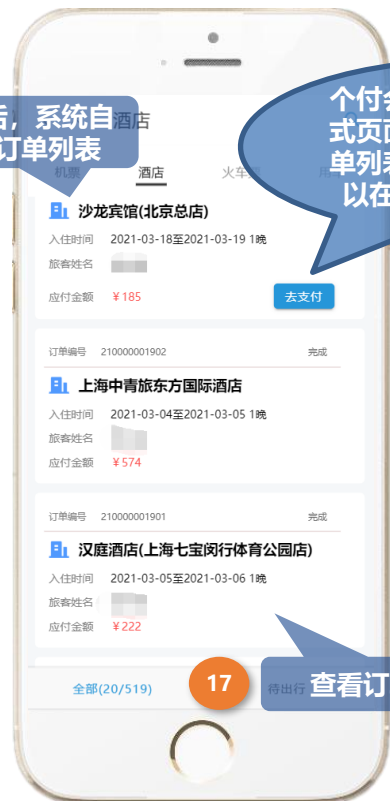 后，系统自
订单列表
酒店
个付
式页面
单列表
以在
机票
酒店
火车
沙龙宾馆(北京总店)
入住时间 2021-03-18至2021-03-19 1晚
旅客姓名
应付金额 ￥185
去支付
订单编号 210000001902 完成
上海中青旅东方国际酒店
入住时间 2021-03-04至2021-03-05 1晚
旅客姓名
应付金额 ￥574
订单编号 210000001901 完成
汉庭酒店(上海七宝闵行体育公园店)
入住时间 2021-03-05至2021-03-06 1晚
旅客姓名
应付金额 ￥222
全部(20/519)
17
待出行
查看订